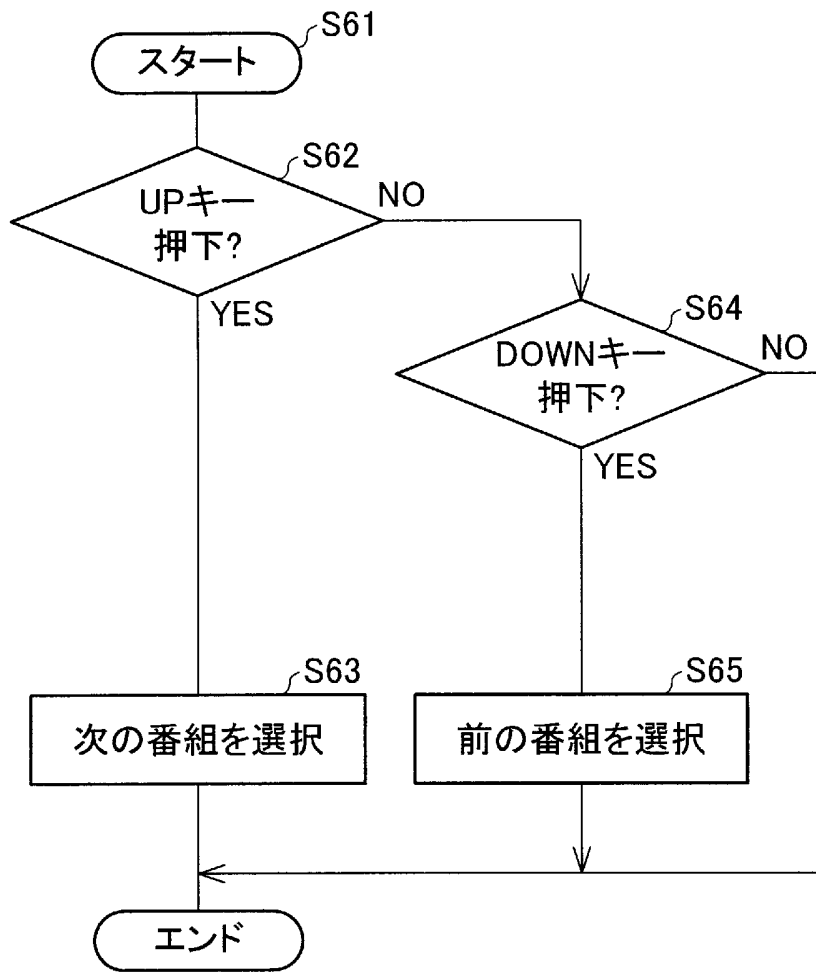 S61
スタート
S62
UPキー
押下?
NO
YES
S64
DOWNキー
押下?
NO
YES
S63
次の番組を選択
S65
前の番組を選択
エンド